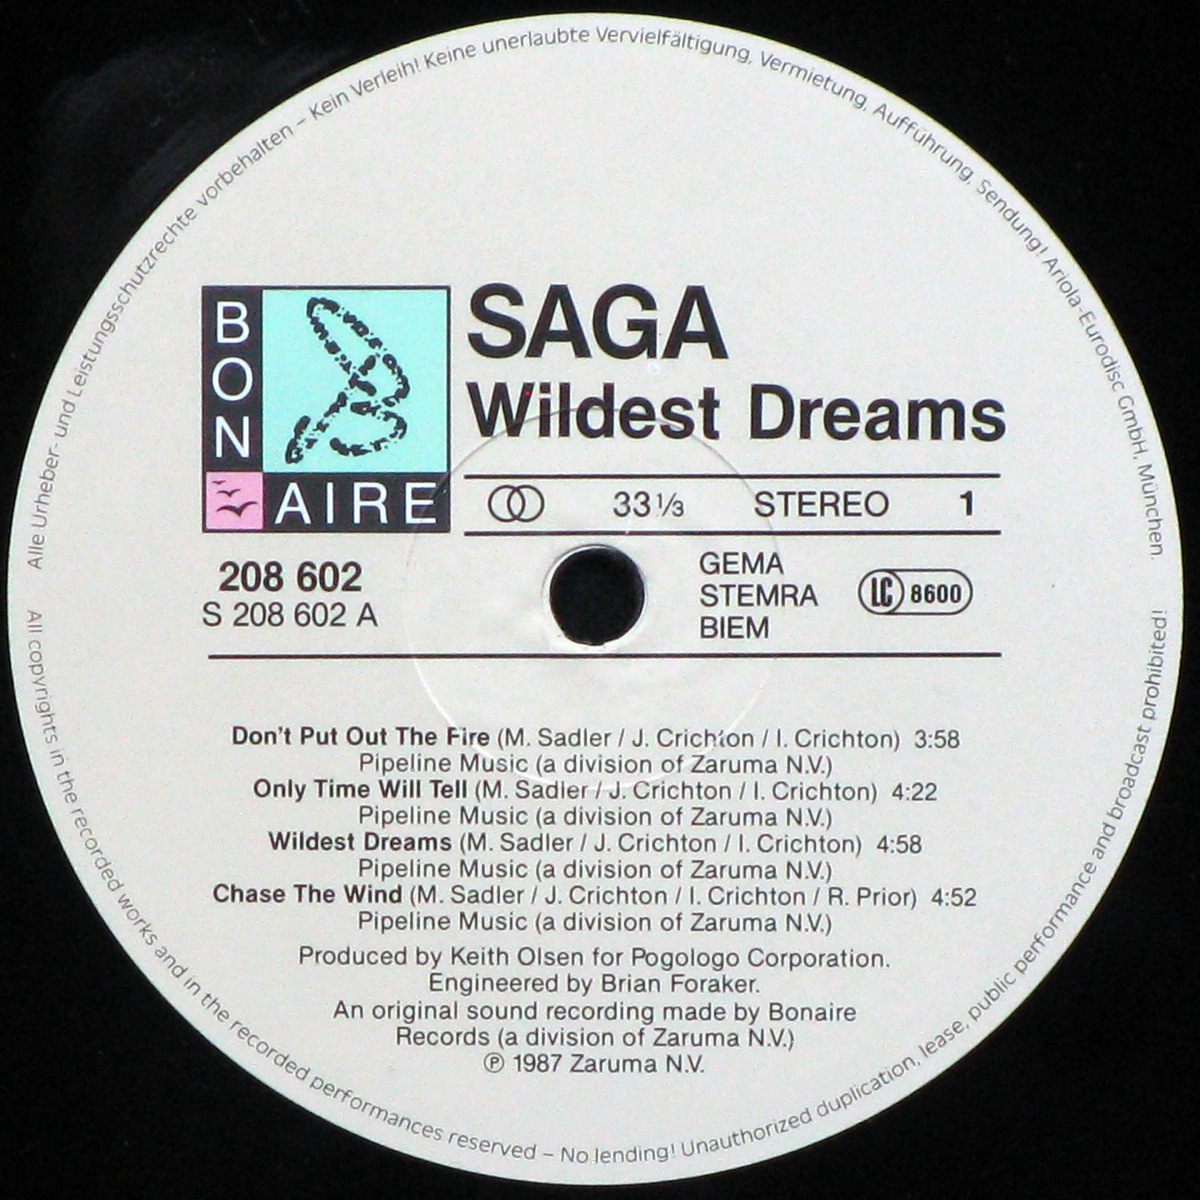 Alle Urheber- und Leistungsschutzrechte vorbehalten – Kein Verleih! Keine unerlaubte Vervielfältigung, Vermietung, Aufführung, Sendung! Ariola-Eurodisc GmbH, München.
BON
AIRE
SAGA
Wildest Dreams
33 1/3 STEREO 1
208 602
S 208 602 A
GEMA
STEMRA
BIEM
LC 8600
Don't Put Out The Fire (M. Sadler / J. Crichton / I. Crichton) 3:58
Pipeline Music (a division of Zaruma N.V.)
Only Time Will Tell (M. Sadler / J. Crichton / I. Crichton) 4:22
Pipeline Music (a division of Zaruma N.V.)
Wildest Dreams (M. Sadler / J. Crichton / I. Crichton) 4:58
Pipeline Music (a division of Zaruma N.V.)
Chase The Wind (M. Sadler / J. Crichton / I. Crichton / R. Prior) 4:52
Pipeline Music (a division of Zaruma N.V.)
Produced by Keith Olsen for Pogologo Corporation.
Engineered by Brian Foraker.
An original sound recording made by Bonaire
Records (a division of Zaruma N.V.)
℗ 1987 Zaruma N.V.
All copyrights in the recorded works and in the recorded performances reserved – No lending! Unauthorized duplication, lease, public performance and broadcast prohibited!